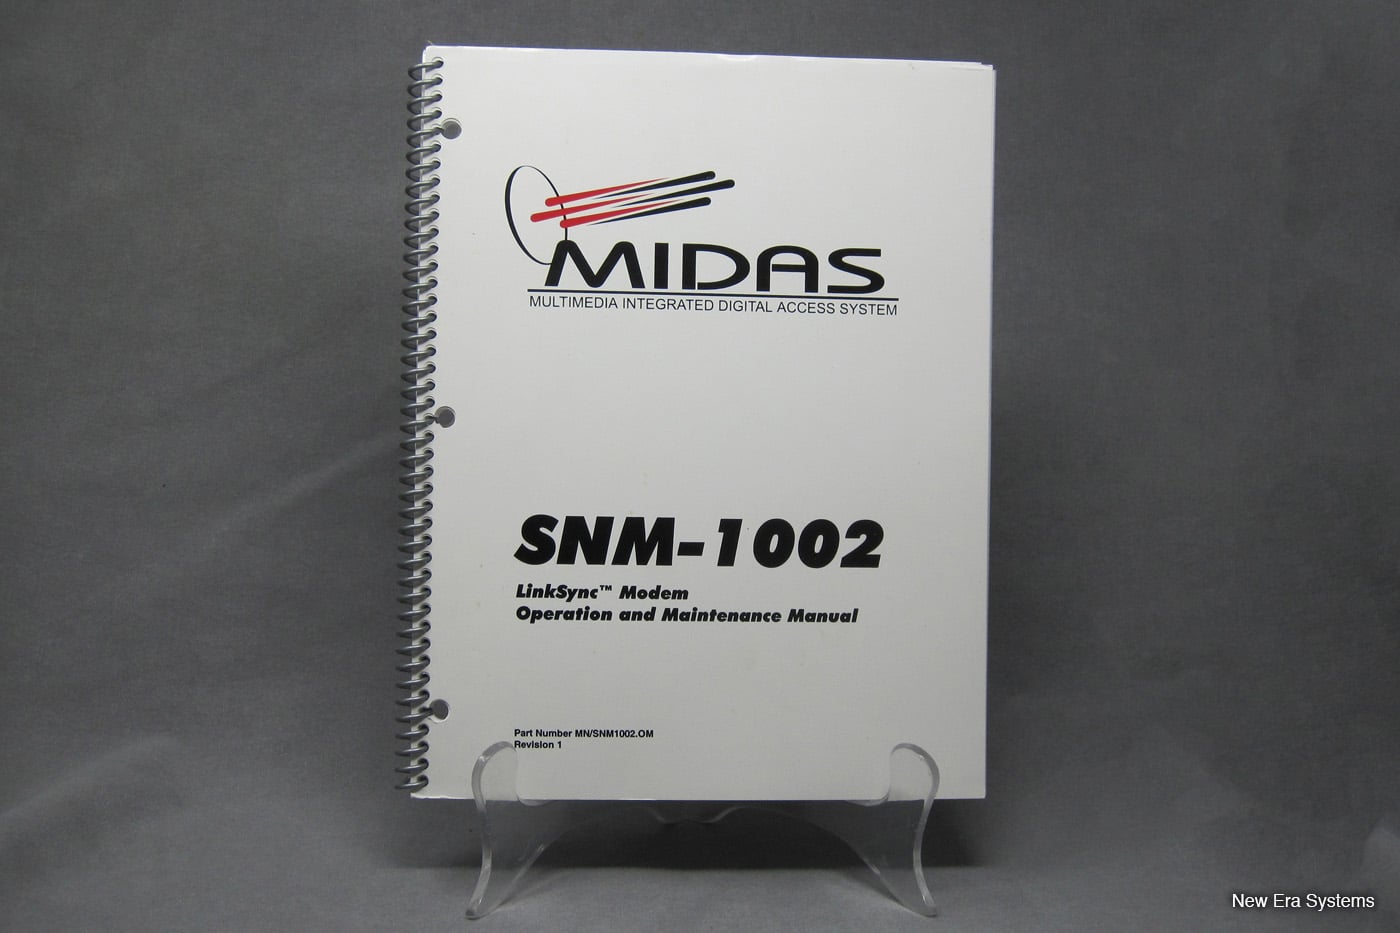 MIDAS
MULTIMEDIA INTEGRATED DIGITAL ACCESS SYSTEM
SNM-1002
LinkSync™ Modem
Operation and Maintenance Manual
Part Number MN/SNM1002.OM
Revision 1
New Era Systems